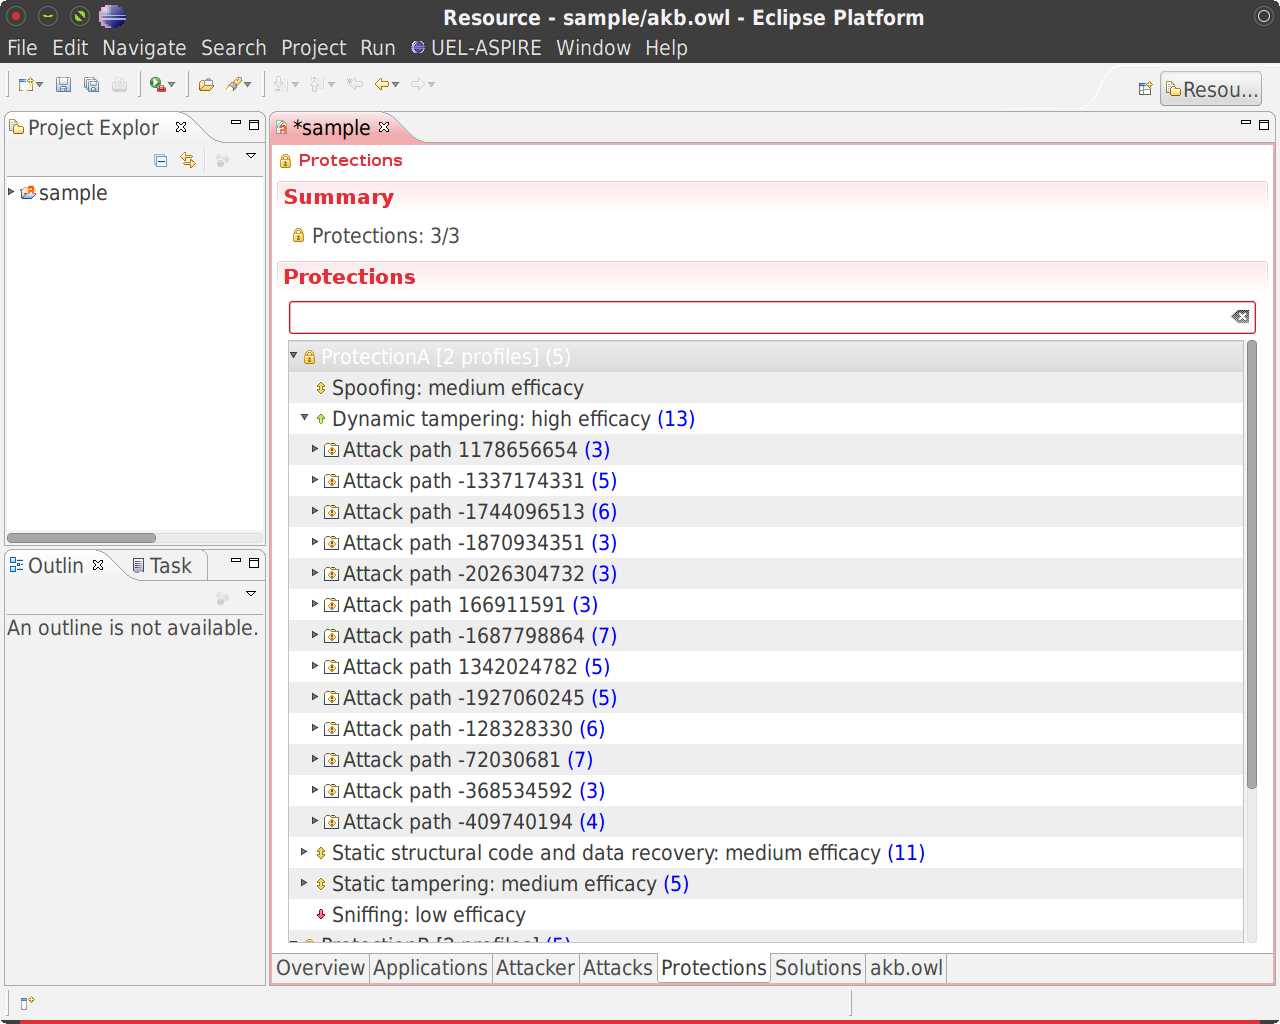 Resource - sample/akb.owl - Eclipse Platform
File Edit Navigate Search Project Run UEL-ASPIRE Window Help
Resou...
Project Explor
sample
*sample
Protections
Summary
Protections: 3/3
Protections
ProtectionA [2 profiles] (5)
Spoofing: medium efficacy
Dynamic tampering: high efficacy (13)
Attack path 1178656654 (3)
Attack path -1337174331 (5)
Attack path -1744096513 (6)
Attack path -1870934351 (3)
Attack path -2026304732 (3)
Attack path 166911591 (3)
Attack path -1687798864 (7)
Attack path 1342024782 (5)
Attack path -1927060245 (5)
Attack path -128328330 (6)
Attack path -72030681 (7)
Attack path -368534592 (3)
Attack path -409740194 (4)
Static structural code and data recovery: medium efficacy (11)
Static tampering: medium efficacy (5)
Sniffing: low efficacy
ProtectionB [2 profiles] (5)
Outlin Task
An outline is not available.
Overview Applications Attacker Attacks Protections Solutions akb.owl